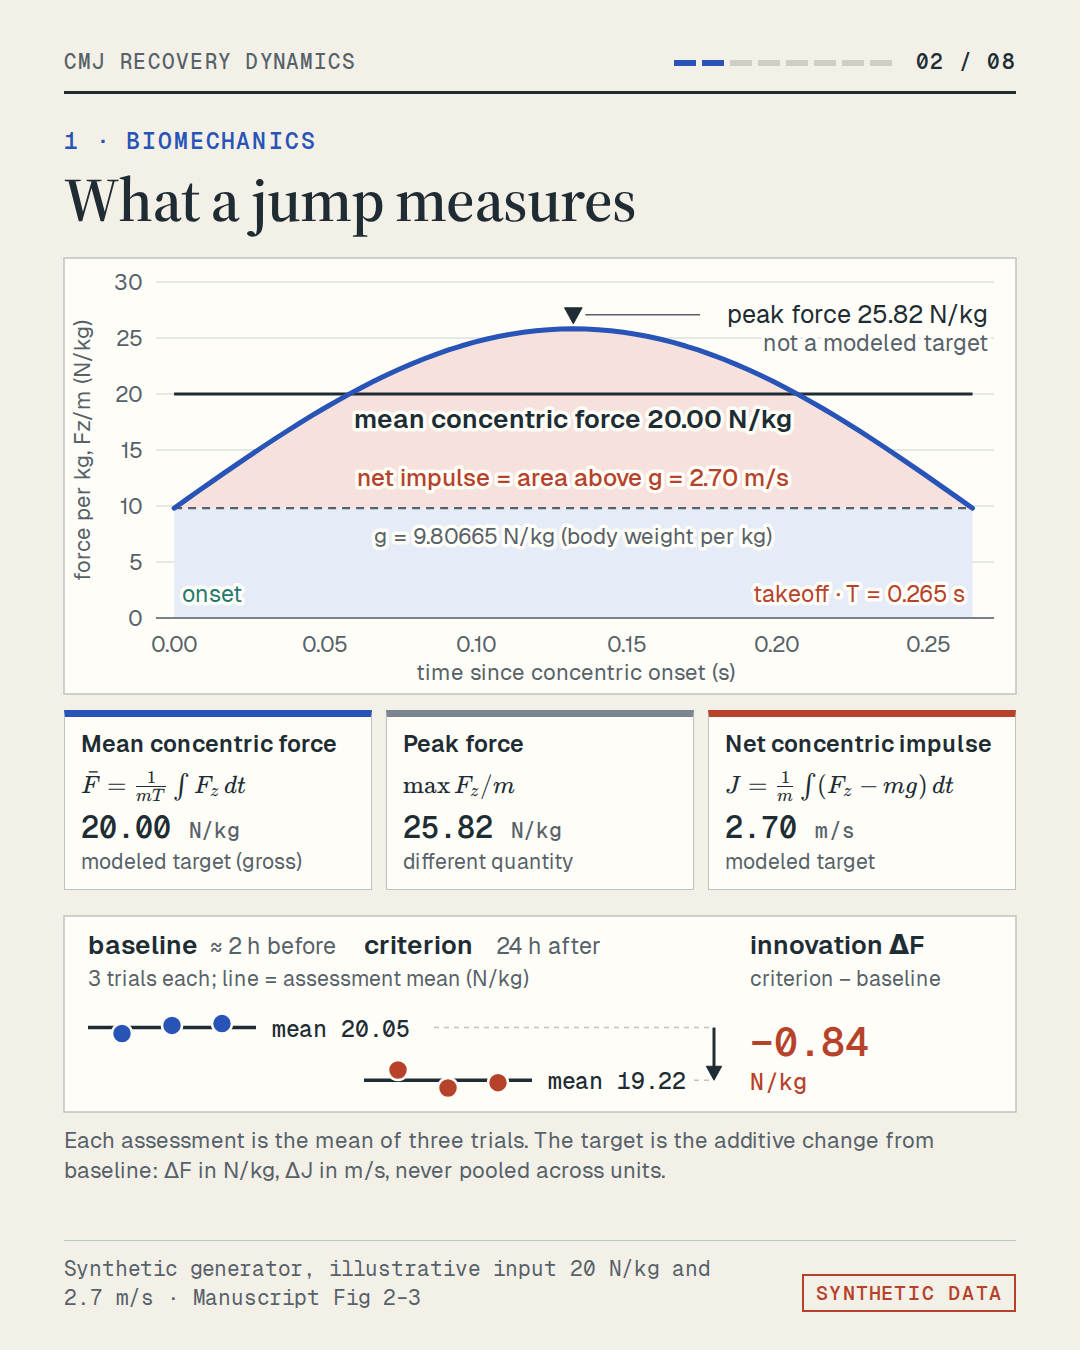 CMJ RECOVERY DYNAMICS
02 / 08
1 · BIOMECHANICS
What a jump measures
30
25
20
15
10
5
0
force per kg, Fz/m (N/kg)
peak force 25.82 N/kg
not a modeled target
mean concentric force 20.00 N/kg
net impulse = area above g = 2.70 m/s
g = 9.80665 N/kg (body weight per kg)
onset
takeoff · T = 0.265 s
0.00 0.05 0.10 0.15 0.20 0.25
time since concentric onset (s)
Mean concentric force
F̄ = 1/(mT) ∫ F_z dt
20.00 N/kg
modeled target (gross)
Peak force
max F_z/m
25.82 N/kg
different quantity
Net concentric impulse
J = 1/m ∫(F_z − mg) dt
2.70 m/s
modeled target
baseline ≈ 2 h before criterion 24 h after
3 trials each; line = assessment mean (N/kg)
mean 20.05
mean 19.22
innovation ΔF
criterion − baseline
−0.84
N/kg
Each assessment is the mean of three trials. The target is the additive change from
baseline: ΔF in N/kg, ΔJ in m/s, never pooled across units.
Synthetic generator, illustrative input 20 N/kg and
2.7 m/s · Manuscript Fig 2–3
SYNTHETIC DATA